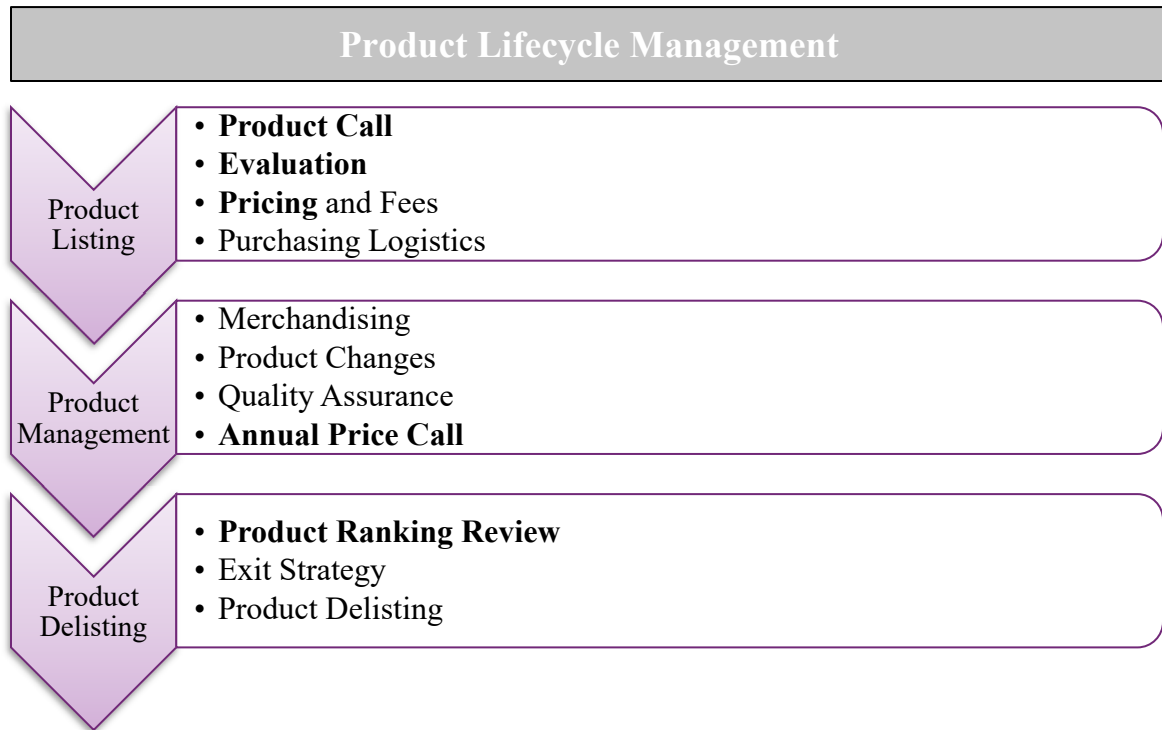 Product Lifecycle Management
Product
Listing
• Product Call
• Evaluation
• Pricing and Fees
• Purchasing Logistics
Product
Management
• Merchandising
• Product Changes
• Quality Assurance
• Annual Price Call
Product
Delisting
• Product Ranking Review
• Exit Strategy
• Product Delisting